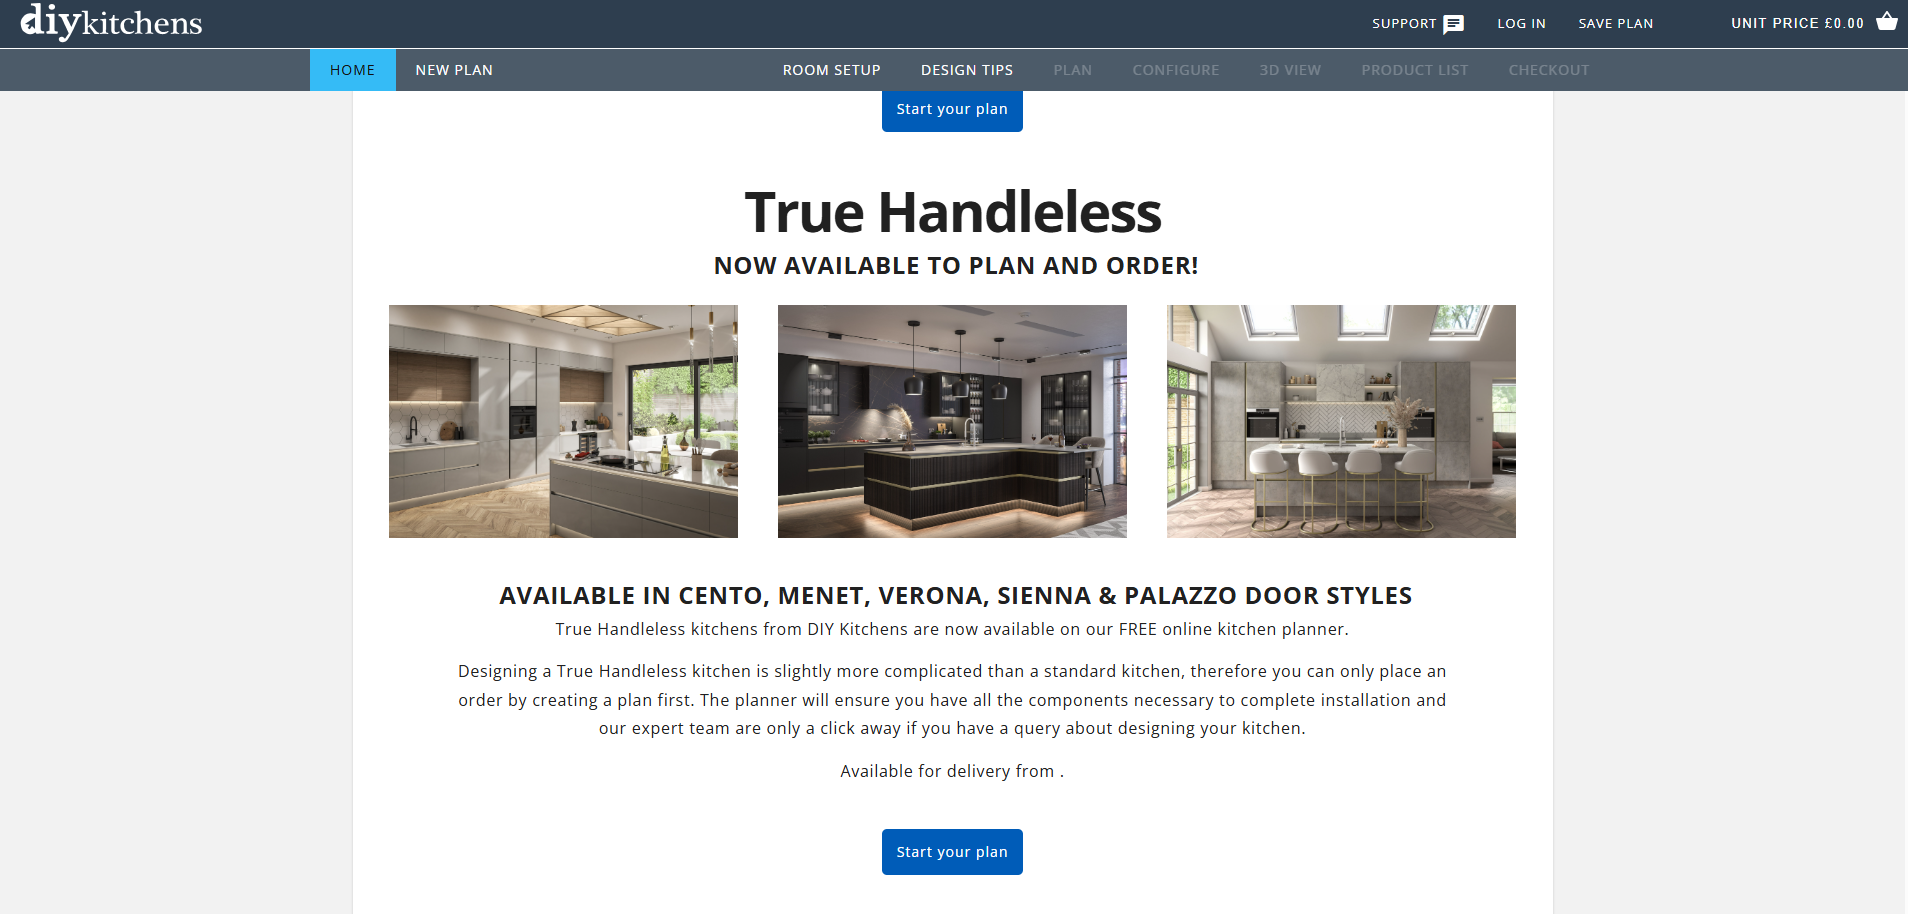 diykitchens
SUPPORT
LOG IN
SAVE PLAN
UNIT PRICE £0.00
HOME
NEW PLAN
ROOM SETUP
DESIGN TIPS
PLAN
CONFIGURE
3D VIEW
PRODUCT LIST
CHECKOUT
Start your plan
True Handleless
NOW AVAILABLE TO PLAN AND ORDER!
AVAILABLE IN CENTO, MENET, VERONA, SIENNA & PALAZZO DOOR STYLES
True Handleless kitchens from DIY Kitchens are now available on our FREE online kitchen planner.
Designing a True Handleless kitchen is slightly more complicated than a standard kitchen, therefore you can only place an
order by creating a plan first. The planner will ensure you have all the components necessary to complete installation and
our expert team are only a click away if you have a query about designing your kitchen.
Available for delivery from .
Start your plan